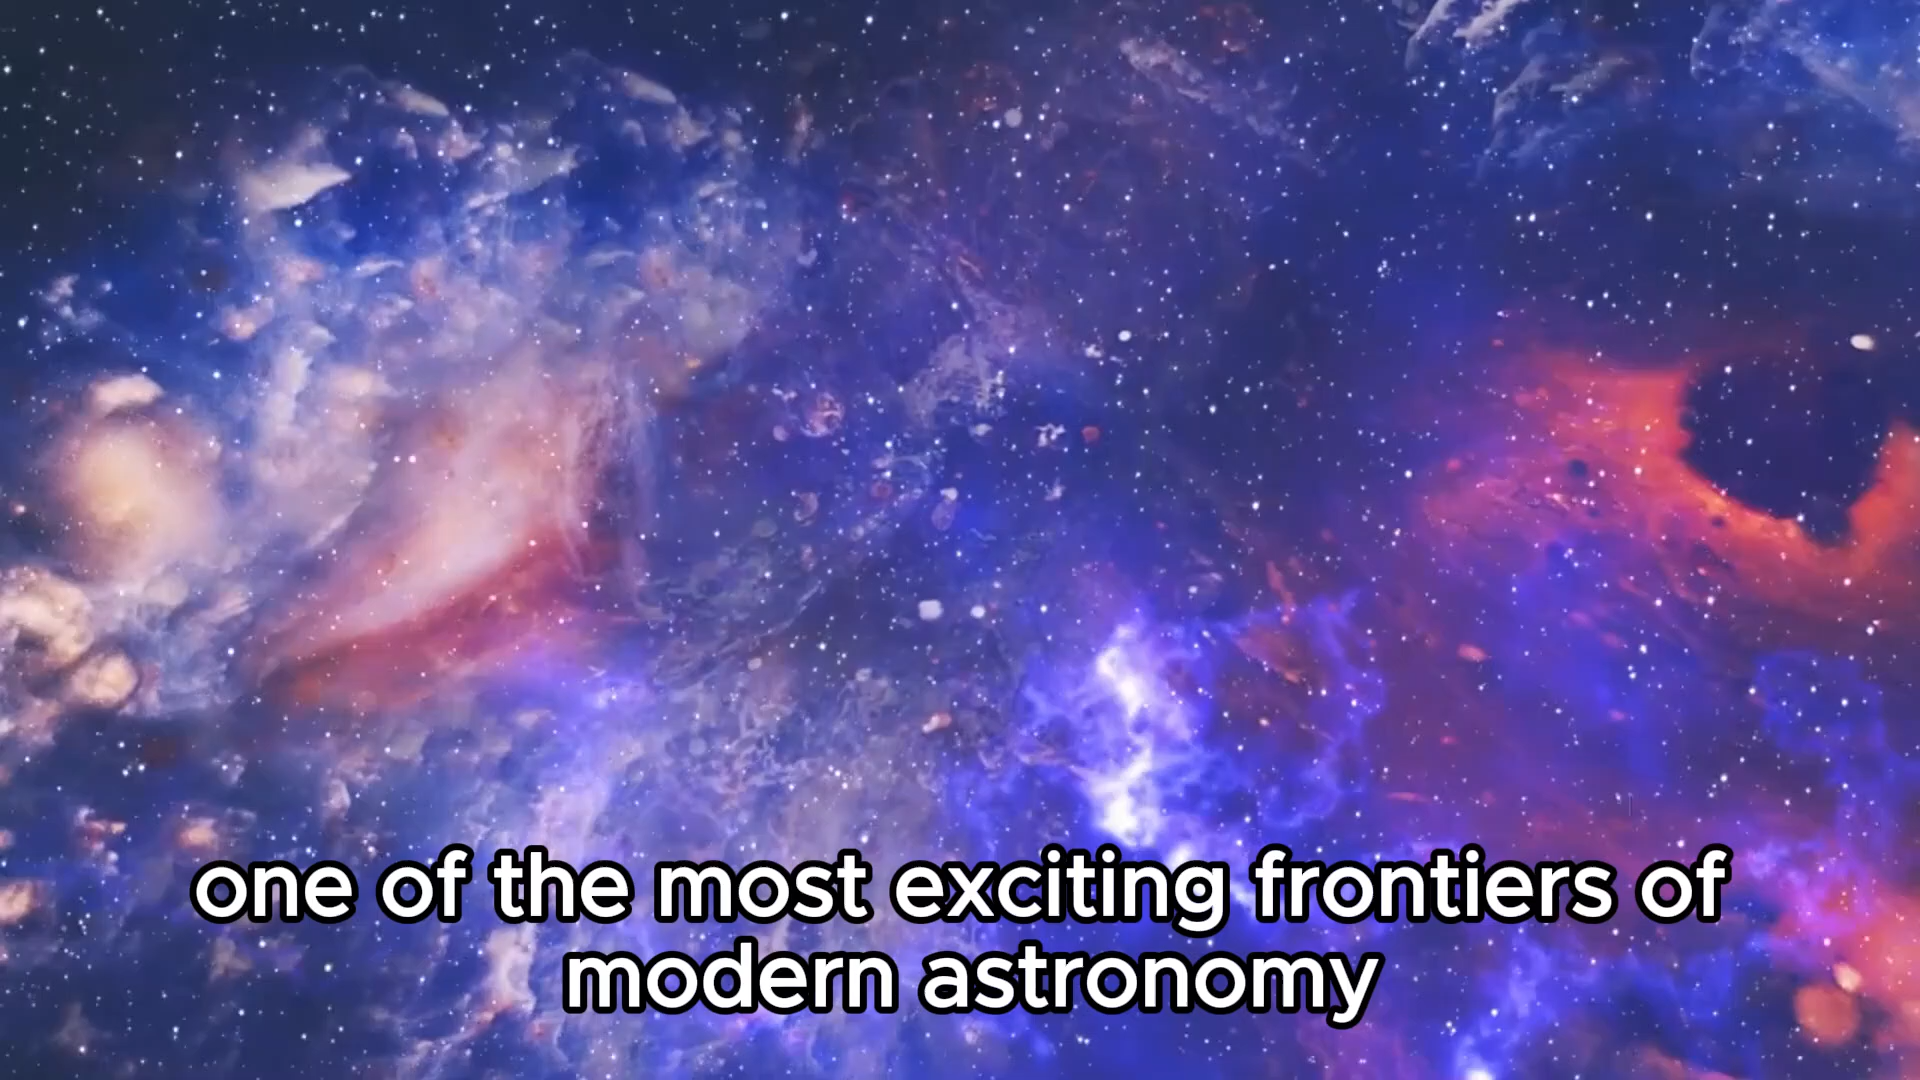 one of the most exciting frontiers of
modern astronomy